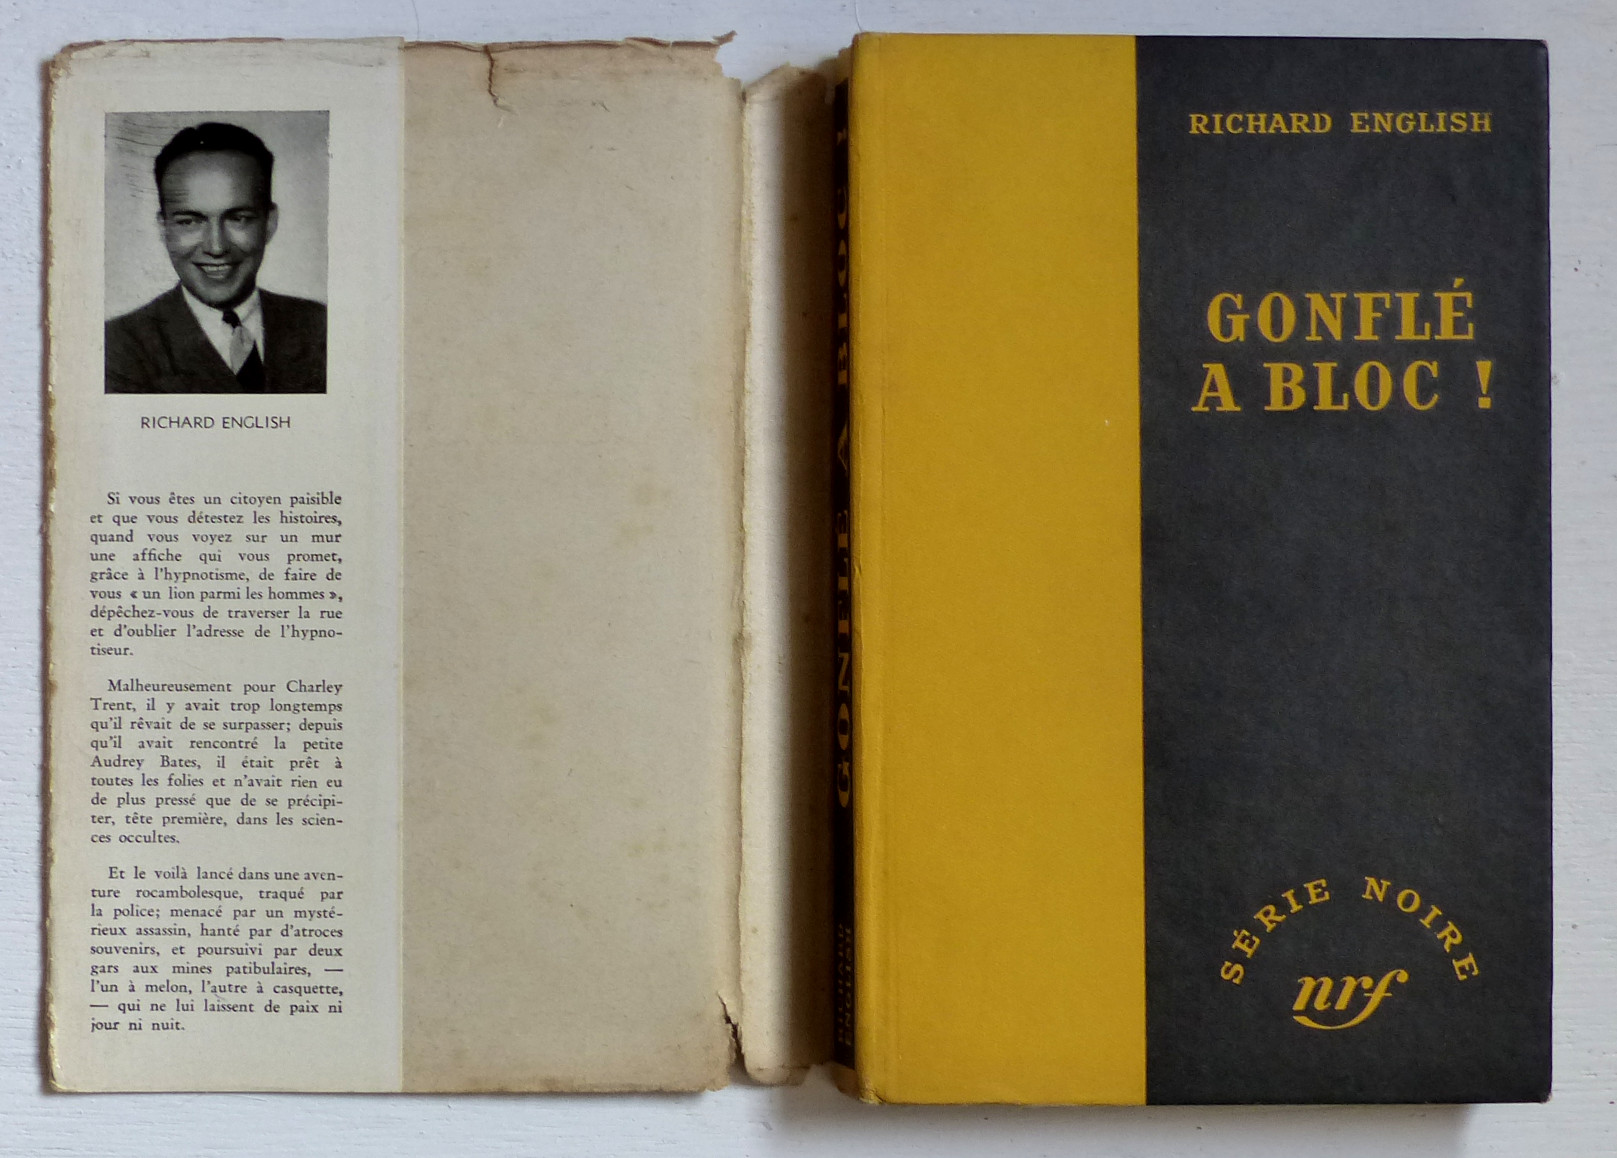 RICHARD ENGLISH
Si vous êtes un citoyen paisible
et que vous détestez les histoires,
quand vous voyez sur un mur
une affiche qui vous promet,
grâce à l'hypnotisme, de faire de
vous « un lion parmi les hommes »,
dépêchez-vous de traverser la rue
et d'oublier l'adresse de l'hypno-
tiseur.
Malheureusement pour Charley
Trent, il y avait trop longtemps
qu'il rêvait de se surpasser; depuis
qu'il avait rencontré la petite
Audrey Bates, il était prêt à
toutes les folies et n'avait rien eu
de plus pressé que de se précipi-
ter, tête première, dans les scien-
ces occultes.
Et le voilà lancé dans une aven-
ture rocambolesque, traqué par
la police; menacé par un mysté-
rieux assassin, hanté par d'atroces
souvenirs, et poursuivi par deux
gars aux mines patibulaires, —
l'un à melon, l'autre à casquette,
— qui ne lui laissent de paix ni
jour ni nuit.
RICHARD
ENGLISH
GONFLÉ A BLOC !
RICHARD ENGLISH
GONFLÉ
A BLOC !
SÉRIE NOIRE
nrf